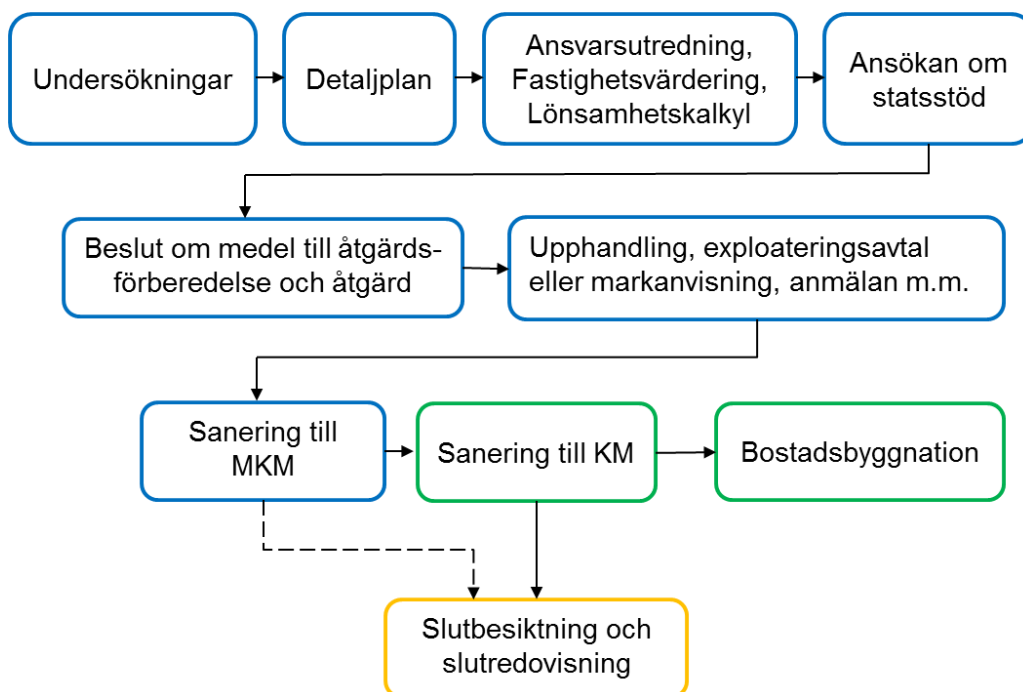 Undersökningar
Detaljplan
Ansvarsutredning,
Fastighetsvärdering,
Lönsamhetskalkyl
Ansökan om
statsstöd
Beslut om medel till åtgärds-
förberedelse och åtgärd
Upphandling, exploateringsavtal
eller markanvisning, anmälan m.m.
Sanering till
MKM
Sanering till KM
Bostadsbyggnation
Slutbesiktning och
slutredovisning